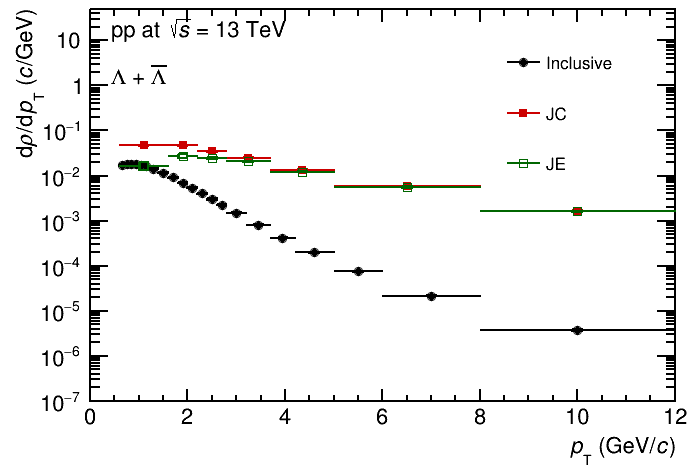 pp at √s = 13 TeV
Λ + Λ̅
Inclusive
JC
JE
dρ/dp_T (c/GeV)
10
1
10⁻¹
10⁻²
10⁻³
10⁻⁴
10⁻⁵
10⁻⁶
10⁻⁷
0 2 4 6 8 10 12
p_T (GeV/c)